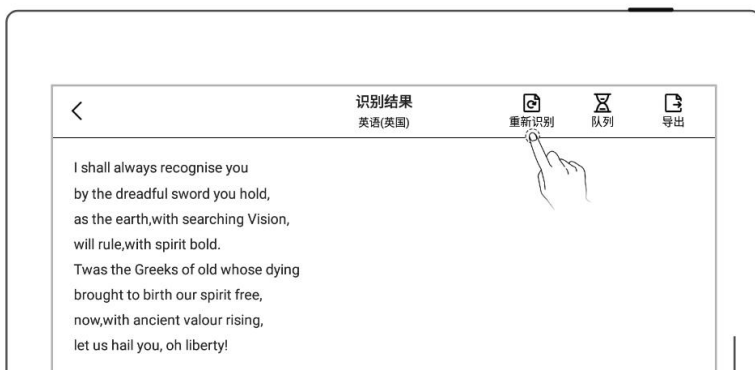 识别结果
英语(英国)
重新识别
队列
导出
I shall always recognise you
by the dreadful sword you hold,
as the earth,with searching Vision,
will rule,with spirit bold.
Twas the Greeks of old whose dying
brought to birth our spirit free,
now,with ancient valour rising,
let us hail you, oh liberty!